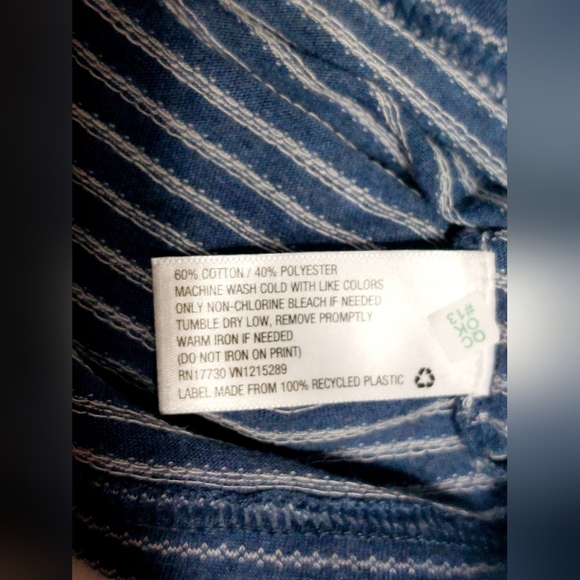 60% COTTON / 40% POLYESTER
MACHINE WASH COLD WITH LIKE COLORS
ONLY NON-CHLORINE BLEACH IF NEEDED
TUMBLE DRY LOW, REMOVE PROMPTLY
WARM IRON IF NEEDED
(DO NOT IRON ON PRINT)
RN17730 VN1215289
LABEL MADE FROM 100% RECYCLED PLASTIC
QC
OK
#13